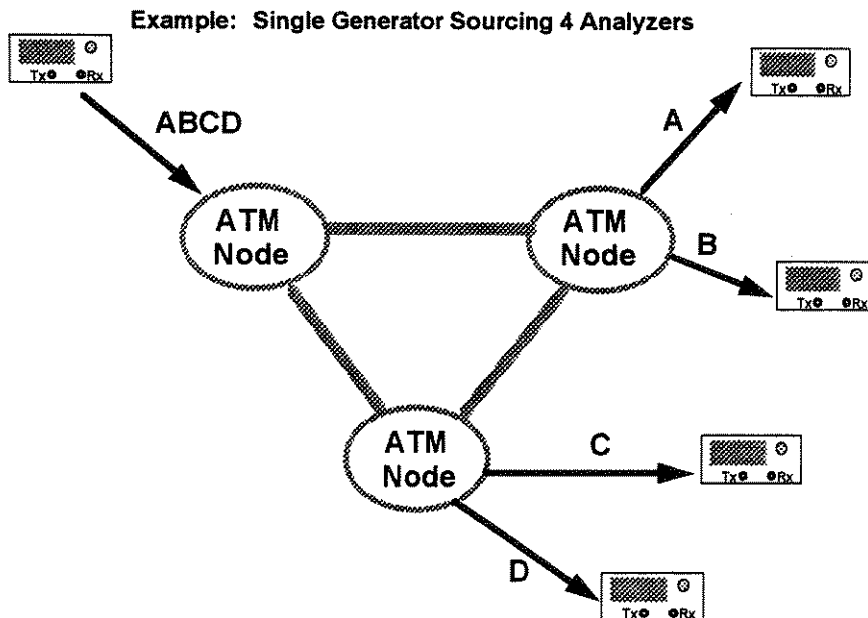 Example: Single Generator Sourcing 4 Analyzers
Tx Rx
Tx Rx
ABCD
A
ATM
Node
ATM
Node
B
Tx Rx
ATM
Node
C
Tx Rx
D
Tx Rx